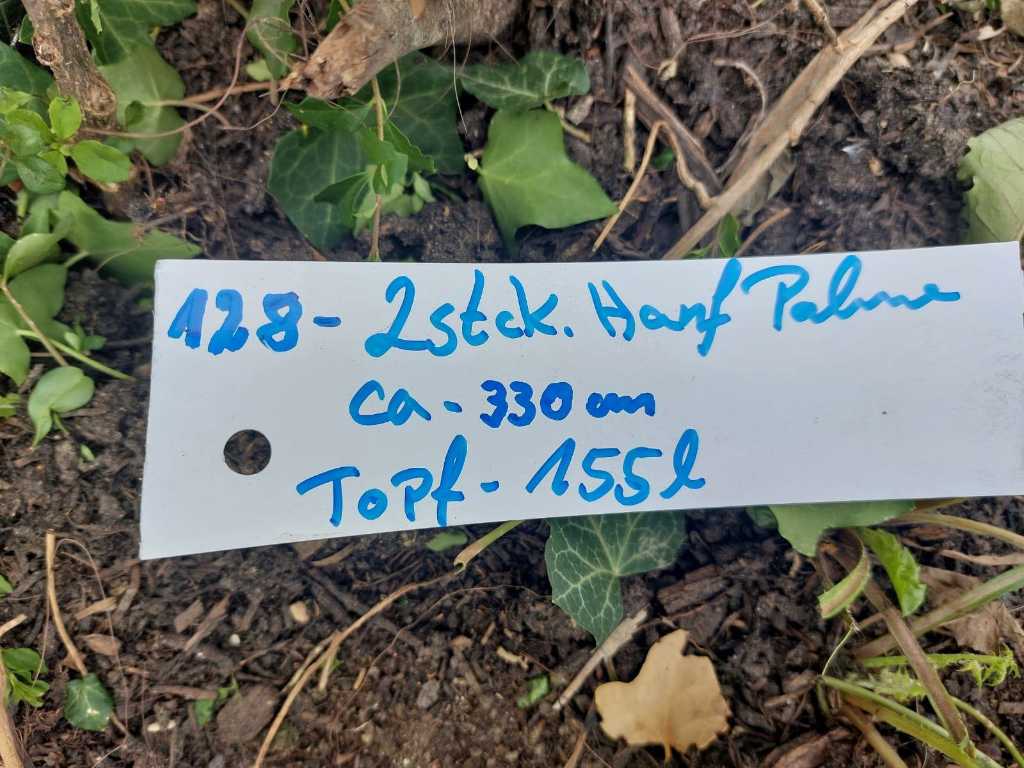 128- 2stck. Hanf Palme
ca - 330 cm
Topf - 155l